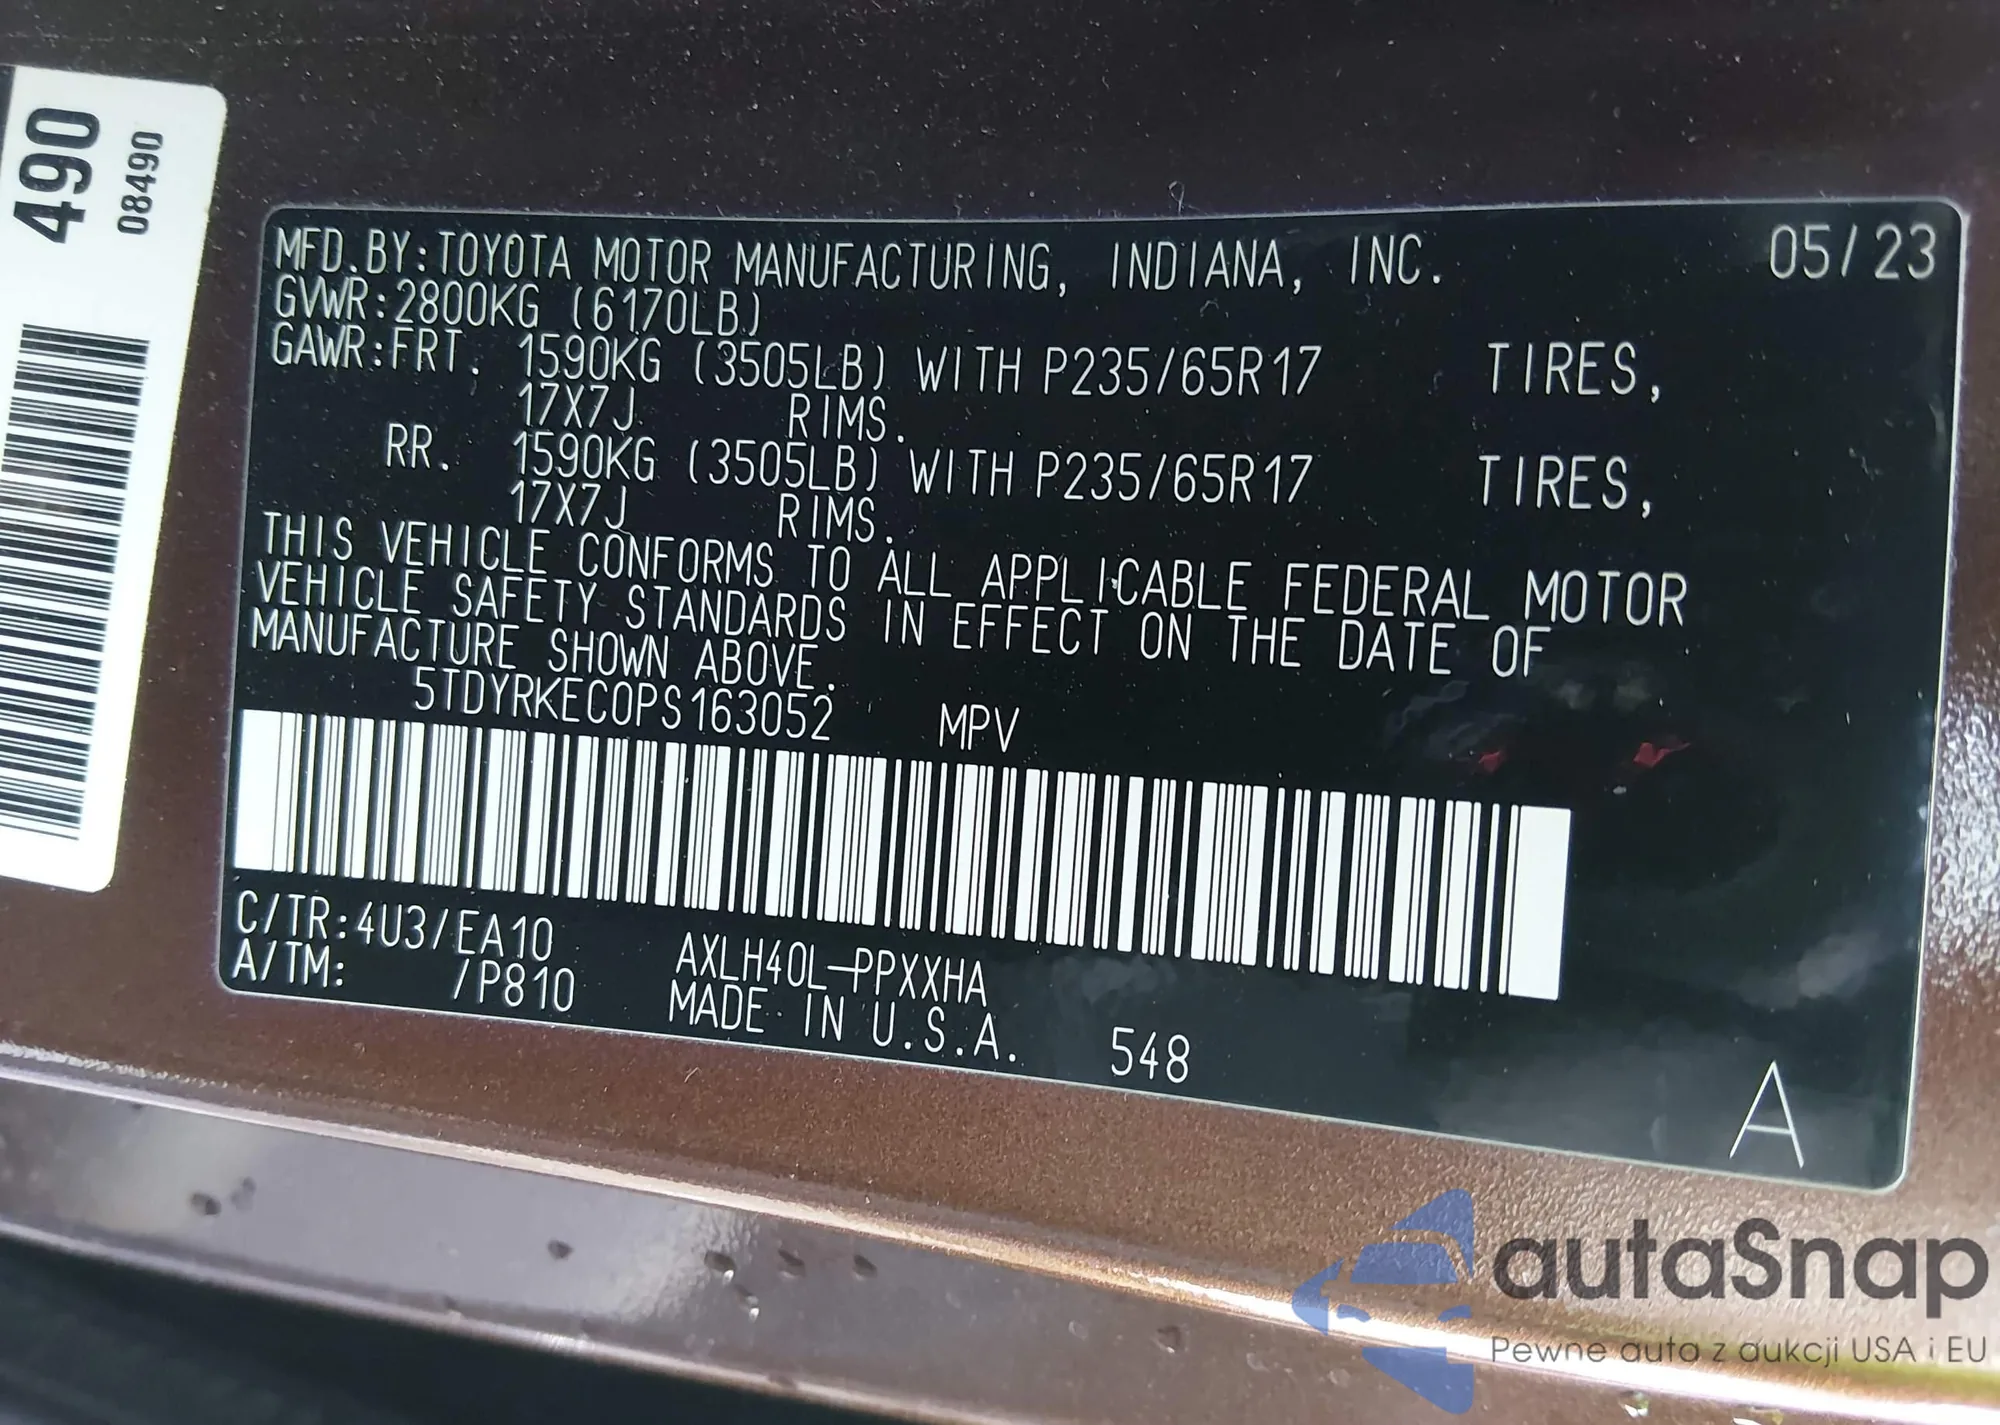 490
08490
MFD.BY:TOYOTA MOTOR MANUFACTURING, INDIANA, INC. 05/23
GVWR:2800KG (6170LB)
GAWR:FRT. 1590KG (3505LB) WITH P235/65R17 TIRES,
17X7J RIMS.
RR. 1590KG (3505LB) WITH P235/65R17 TIRES,
17X7J RIMS.
THIS VEHICLE CONFORMS TO ALL APPLICABLE FEDERAL MOTOR
VEHICLE SAFETY STANDARDS IN EFFECT ON THE DATE OF
MANUFACTURE SHOWN ABOVE.
5TDYRKEC0PS163052 MPV
C/TR:4U3/EA10 AXLH40L-PPXXHA
A/TM: /P810 MADE IN U.S.A. 548
A
autaSnap
Pewne auta z aukcji USA i EU